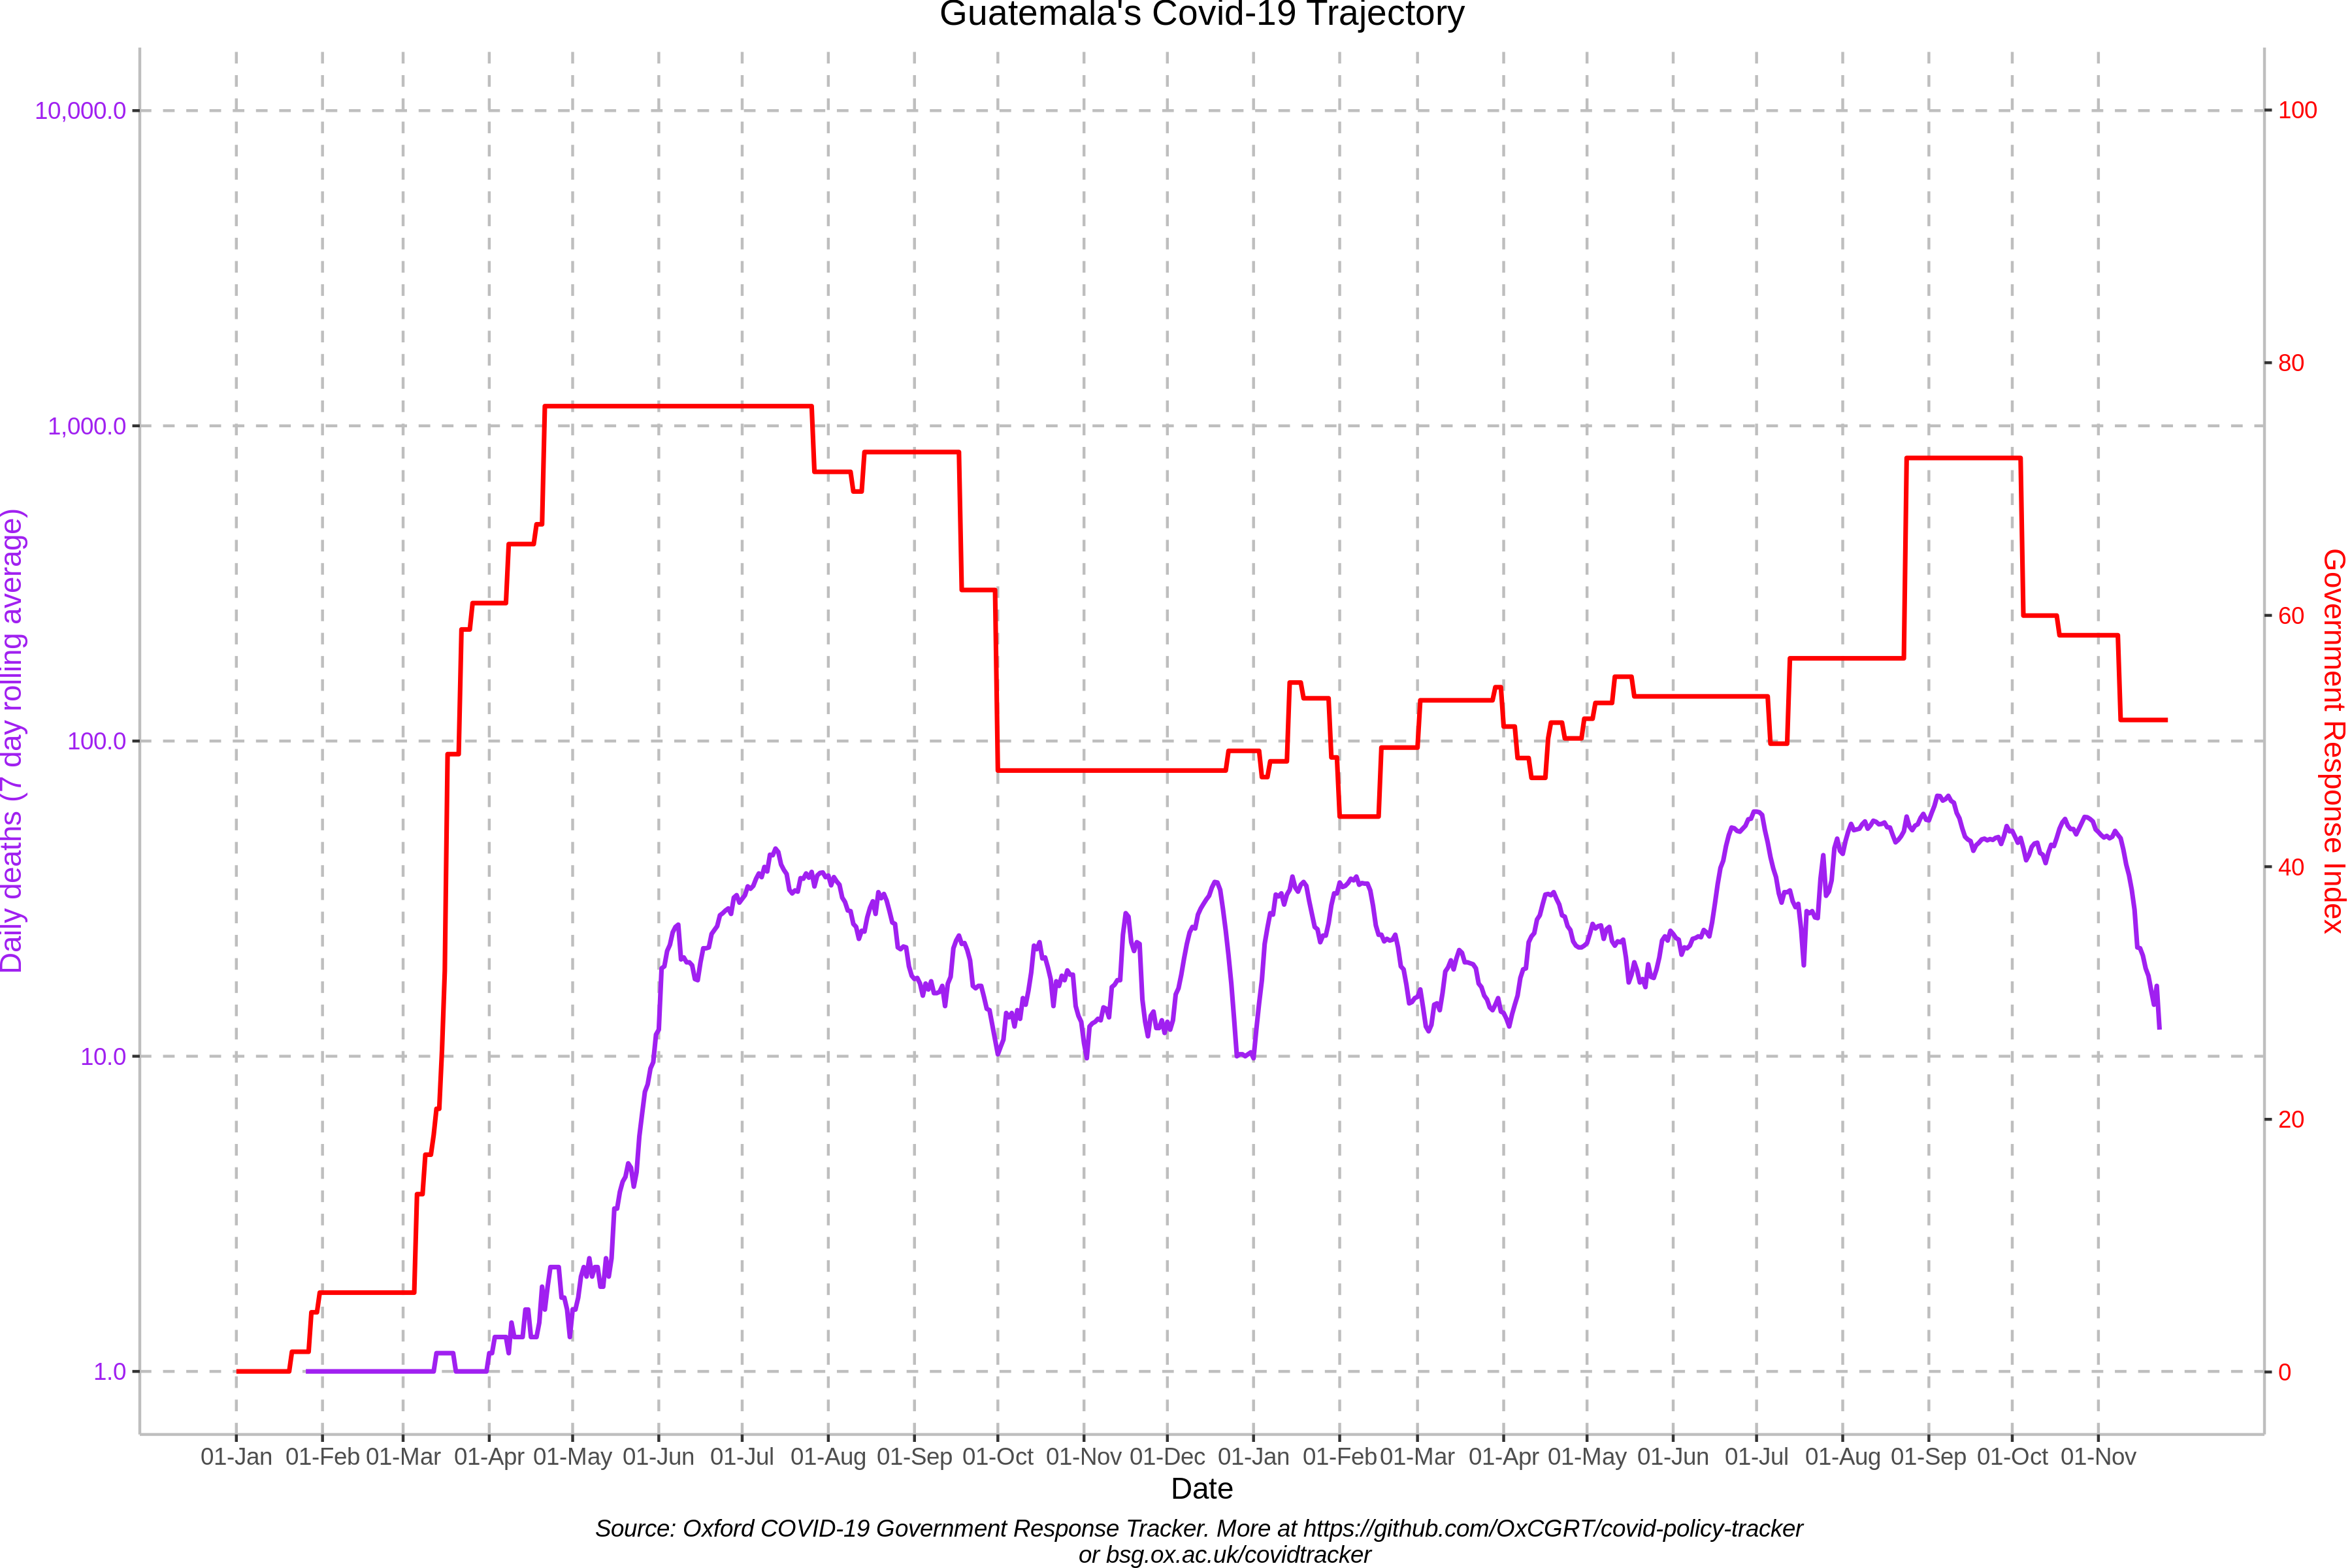 Guatemala's Covid-19 Trajectory
10,000.0
1,000.0
100.0
10.0
1.0
Daily deaths (7 day rolling average)
100
80
60
40
20
0
Government Response Index
01-Jan 01-Feb 01-Mar 01-Apr 01-May 01-Jun 01-Jul 01-Aug 01-Sep 01-Oct 01-Nov 01-Dec 01-Jan 01-Feb 01-Mar 01-Apr 01-May 01-Jun 01-Jul 01-Aug 01-Sep 01-Oct 01-Nov
Date
Source: Oxford COVID-19 Government Response Tracker. More at https://github.com/OxCGRT/covid-policy-tracker
or bsg.ox.ac.uk/covidtracker